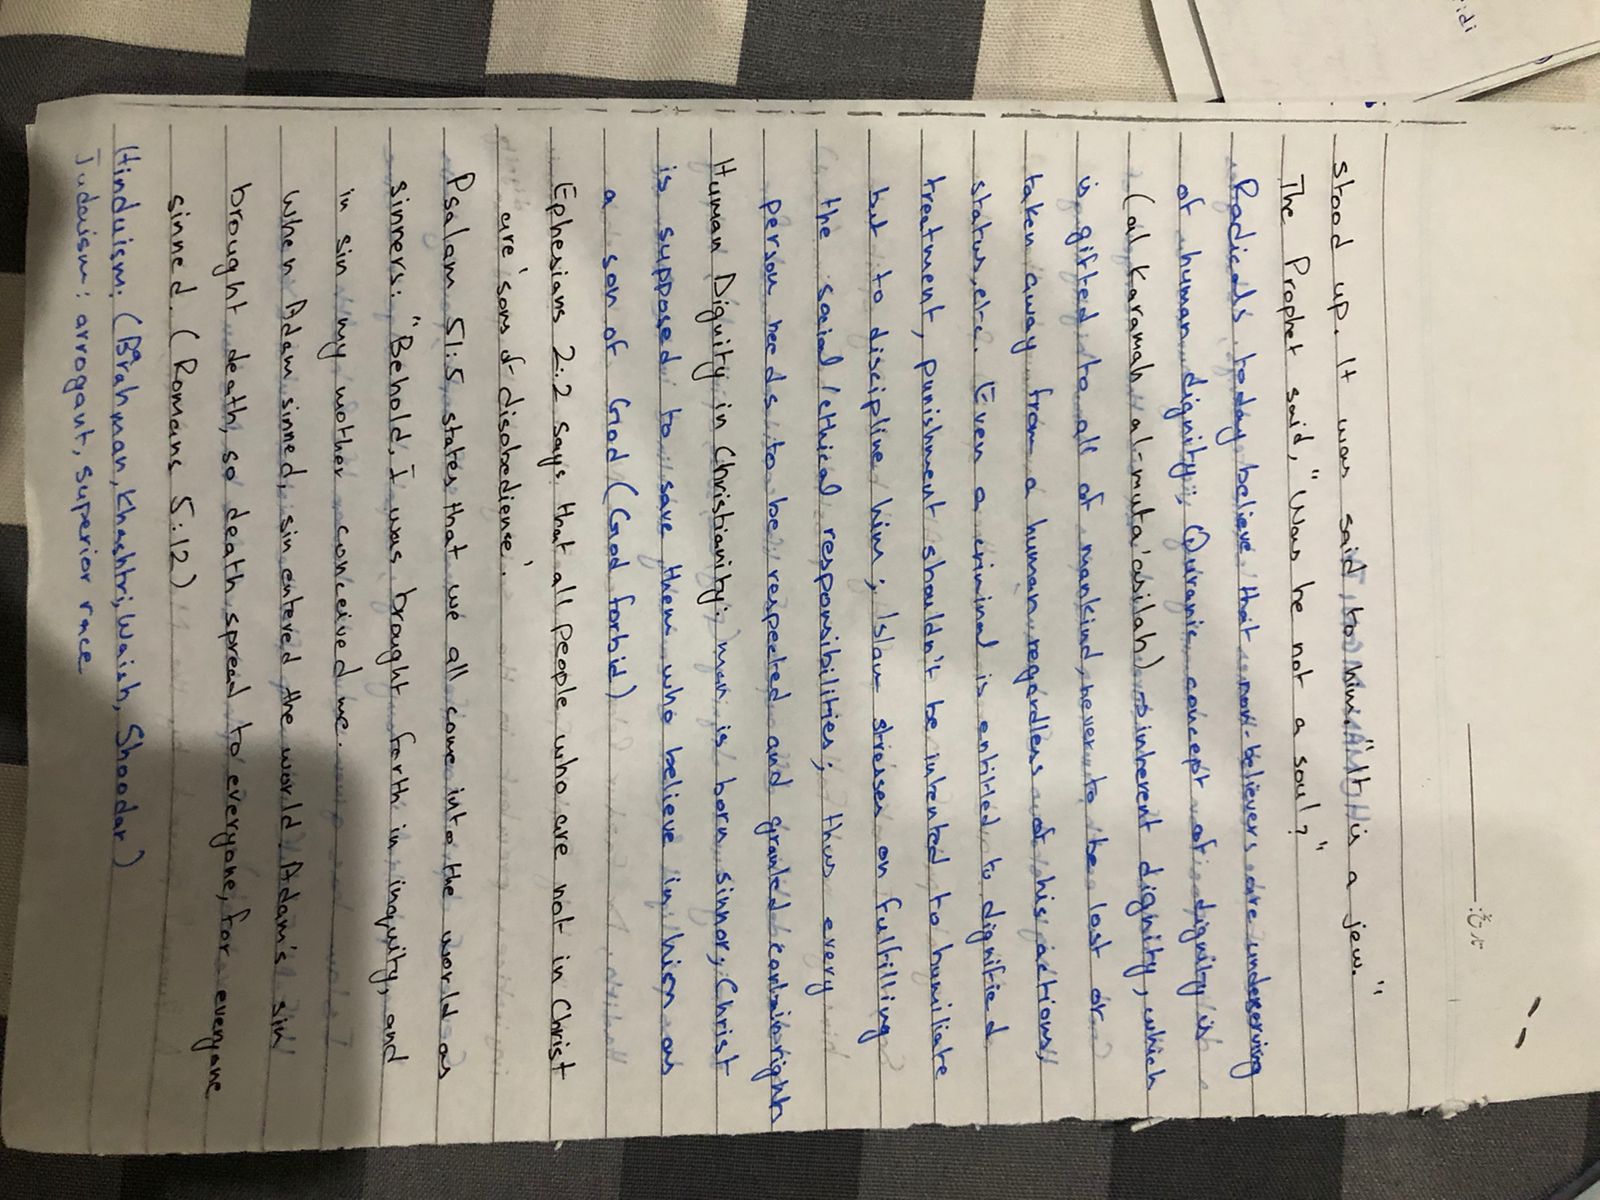 stood up. It was said to him, "It is a jew."
The Prophet said, "Was he not a soul?"
Radicals today believe that non-believers are underserving
of human dignity; Quranic concept of dignity is
(al Karamah al-muta'asilah) → inherent dignity, which
is gifted to all of mankind, never to be lost or
taken away from a human regardless of his actions,
status, etc. Even a criminal is entitled to dignified
treatment, punishment shouldn't be intented to humiliate
but to discipline him; Islam stresses on fulfilling
the social/ethical responsibilities; thus every
person needs to be respected and granted certain rights
Human Dignity in Christianity: man is born sinner, Christ
is supposed to save them who believe in him as
a son of God (God forbid)
Ephesians 2:2 says that all people who are not in Christ
are 'sons of disobediense'.
Psalam 51:5 states that we all come into the world as
sinners: "Behold, I was brought forth in inquity, and
in sin my mother conceived me.
When Adam sinned, sin entered the world. Adam's sin
brought death, so death spread to everyone, for everyone
sinned. (Romans 5:12)
Hinduism: (Brahman, Khashtri, Waish, Shoodar)
Judaism: arrogant, superior race